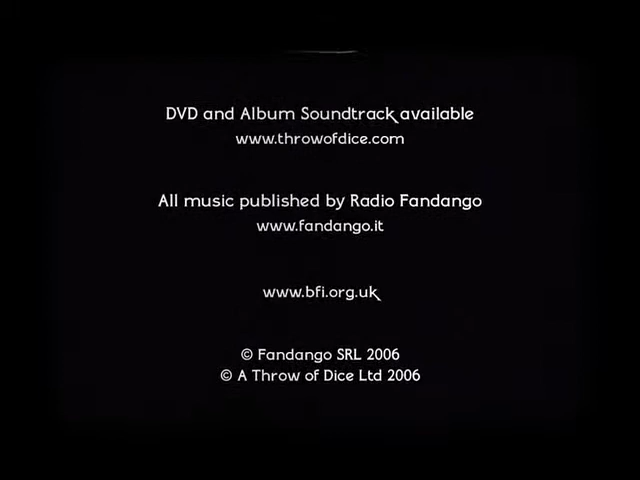 DVD and Album Soundtrack available
www.throwofdice.com
All music published by Radio Fandango
www.fandango.it
www.bfi.org.uk
© Fandango SRL 2006
© A Throw of Dice Ltd 2006